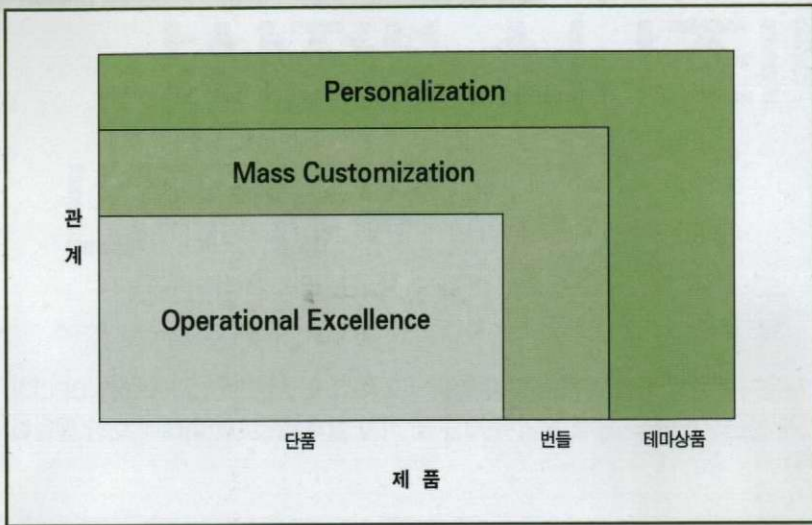 Personalization
Mass Customization
관
계
Operational Excellence
단품 번들 테마상품
제 품